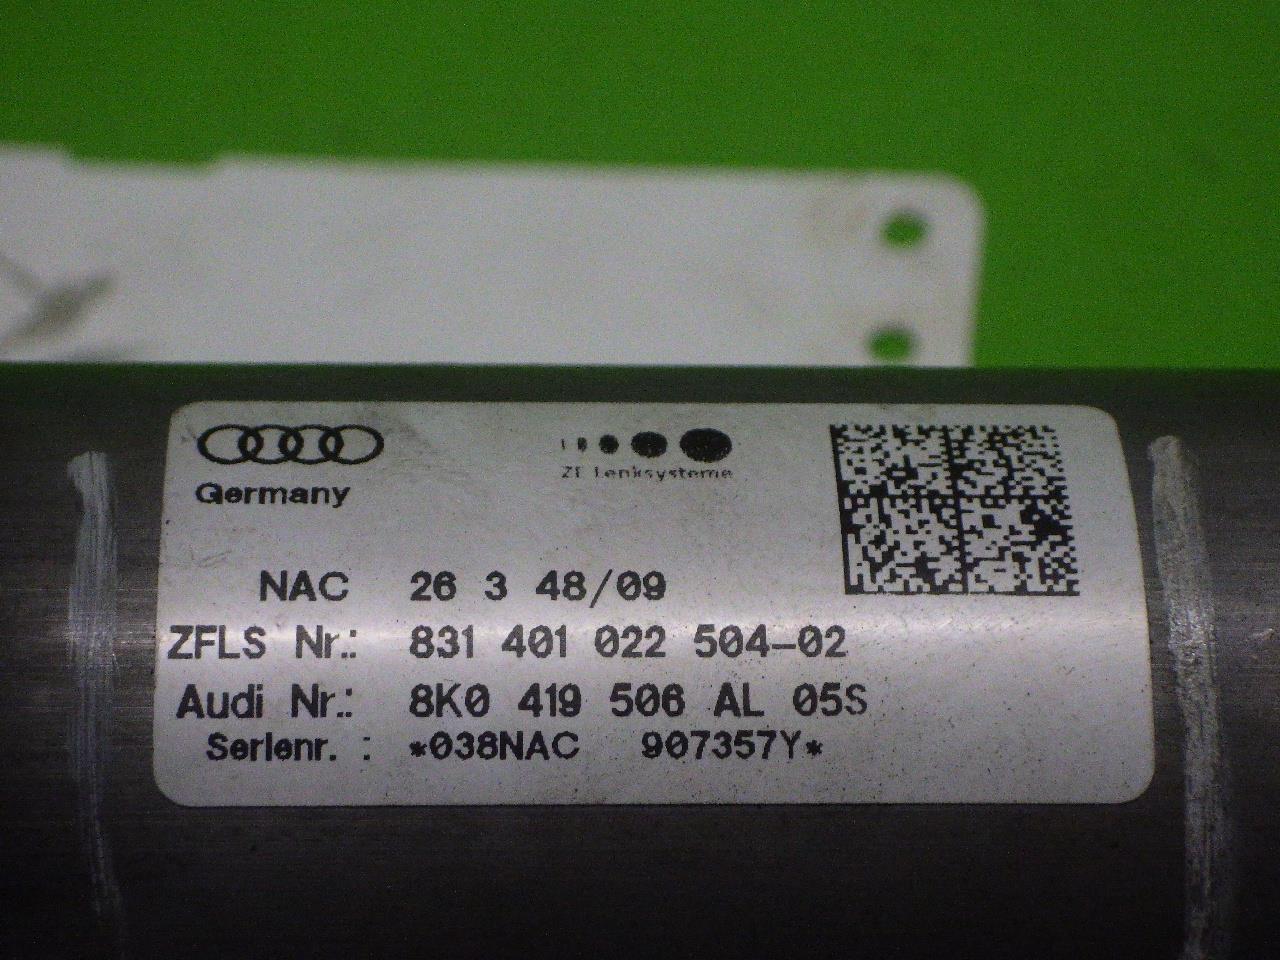 Germany
ZF Lenksysteme
NAC 26 3 48/09
ZFLS Nr.: 831 401 022 504-02
Audi Nr.: 8K0 419 506 AL 05S
Serienr. : *038NAC 907357Y*